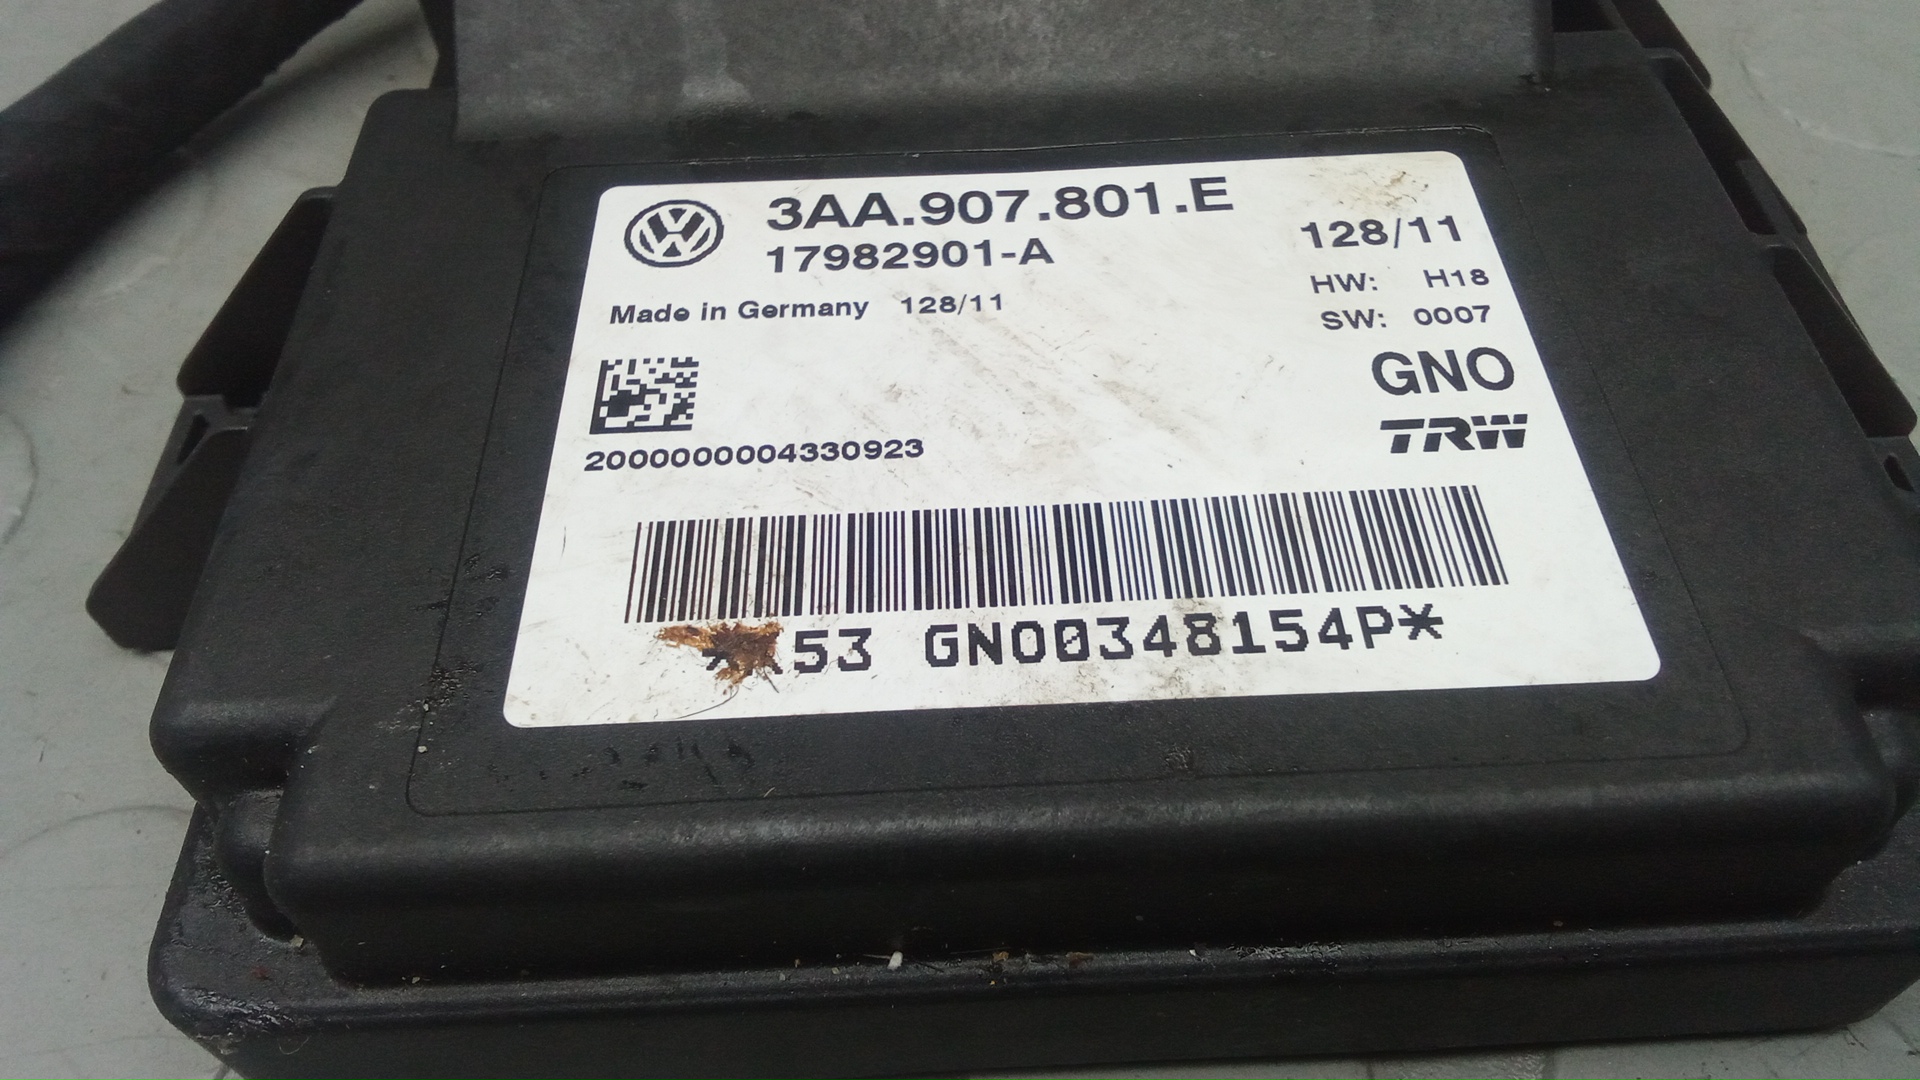 3AA.907.801.E
17982901-A
128/11
Made in Germany 128/11
HW: H18
SW: 0007
GNO
TRW
2000000004330923
53 GNO00348154P*